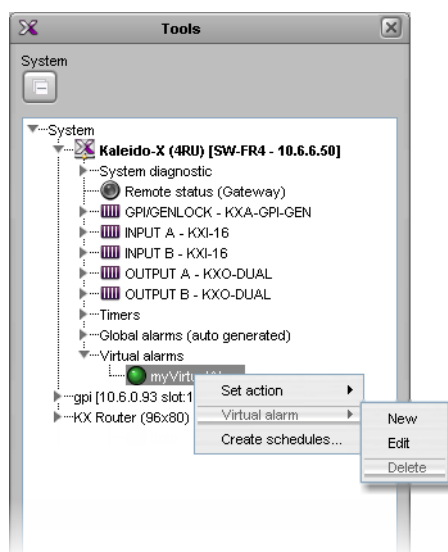 Tools
System
System
Kaleido-X (4RU) [SW-FR4 - 10.6.6.50]
System diagnostic
Remote status (Gateway)
GPI/GENLOCK - KXA-GPI-GEN
INPUT A - KXI-16
INPUT B - KXI-16
OUTPUT A - KXO-DUAL
OUTPUT B - KXO-DUAL
Timers
Global alarms (auto generated)
Virtual alarms
gpi [10.6.0.93 slot:1
KX Router (96x80)
Set action
Virtual alarm
Create schedules...
New
Edit
Delete